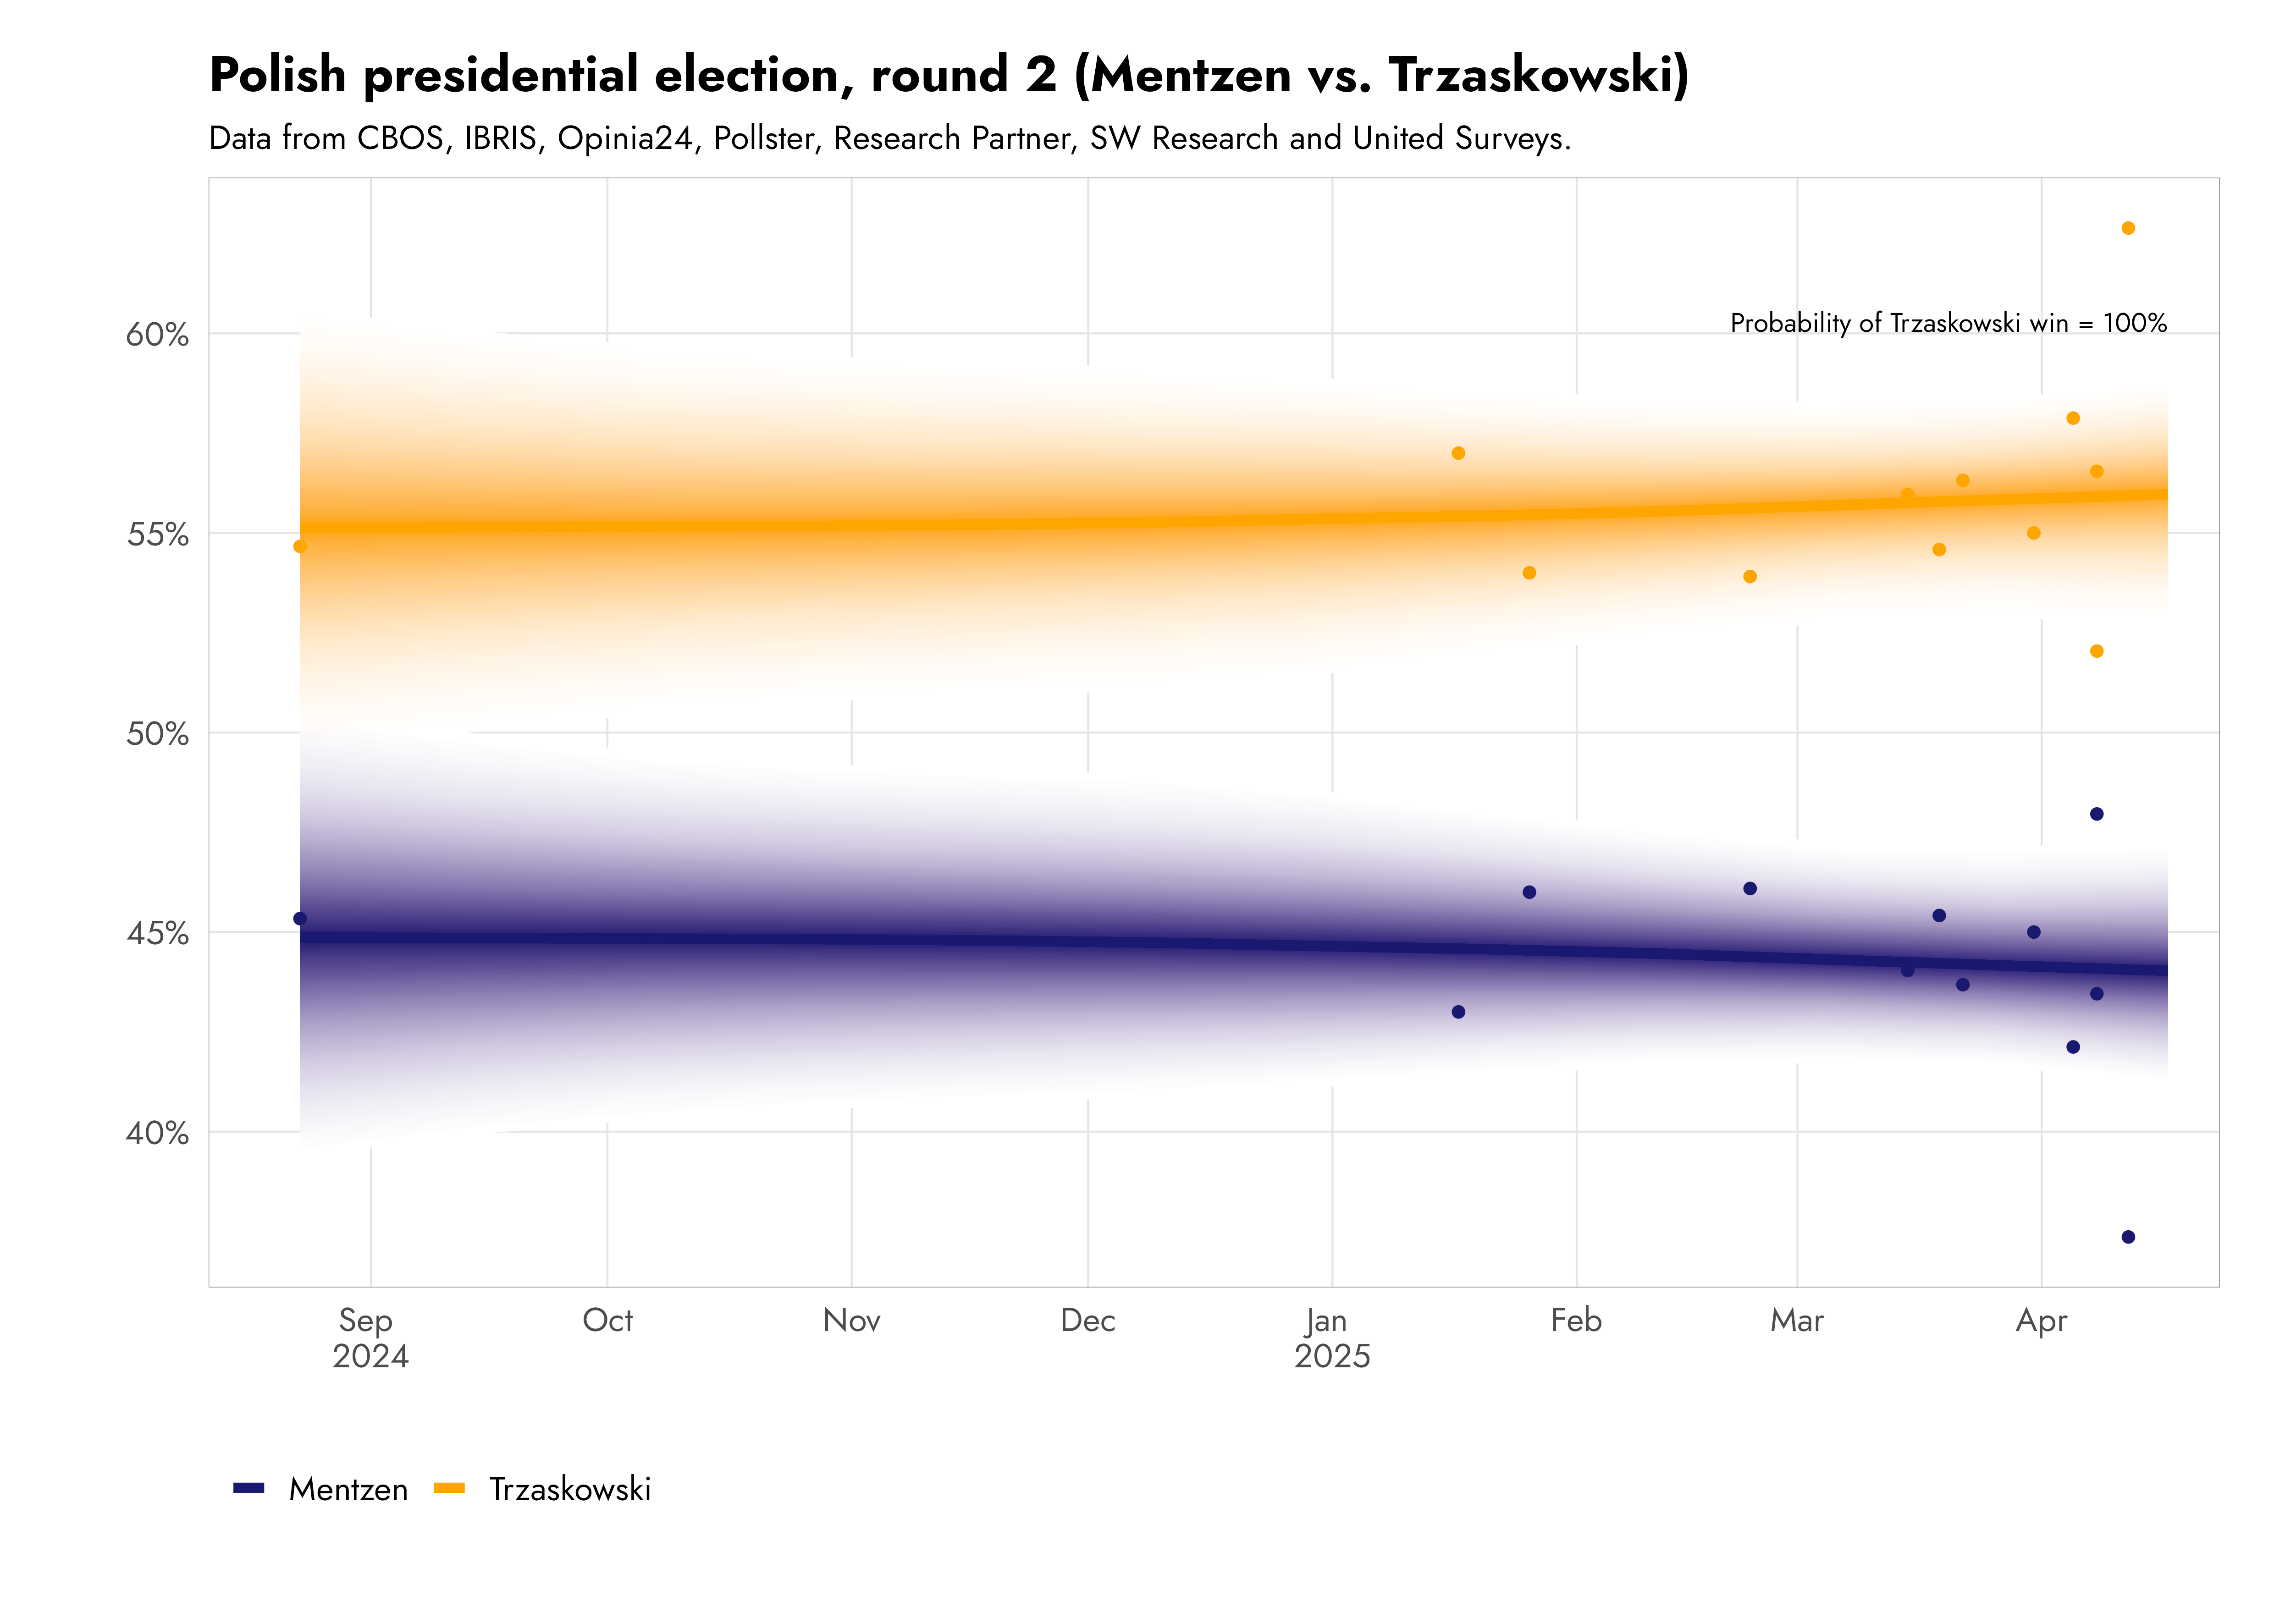 Polish presidential election, round 2 (Mentzen vs. Trzaskowski)
Data from CBOS, IBRIS, Opinia24, Pollster, Research Partner, SW Research and United Surveys.
Probability of Trzaskowski win = 100%
60%
55%
50%
45%
40%
Sep Oct Nov Dec Jan Feb Mar Apr
2024 2025
Mentzen Trzaskowski